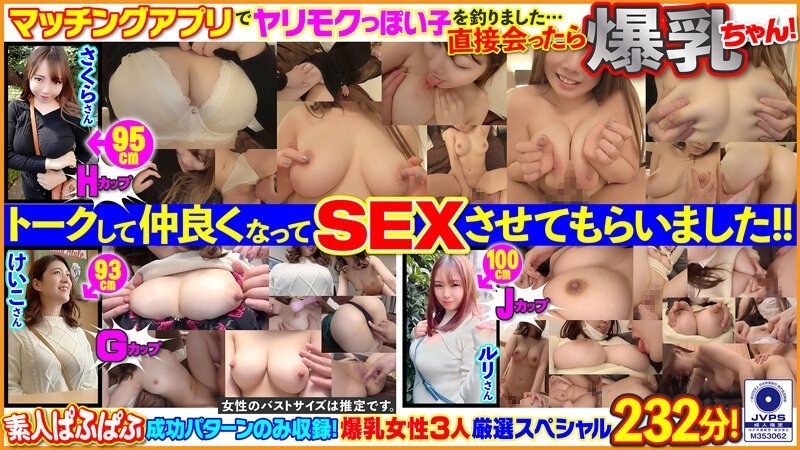 マッチングアプリでヤリモクっぽい子を釣りました…
直接会ったら爆乳ちゃん!
さくらさん
95cm
Hカップ
トークして仲良くなってSEXさせてもらいました!!
けいこさん
93cm
Gカップ
100cm
Jカップ
ルリさん
女性のバストサイズは推定です。
素人ぱふぱふ 成功パターンのみ収録! 爆乳女性3人 厳選スペシャル 232分!
JVPS
成人指定
M353062